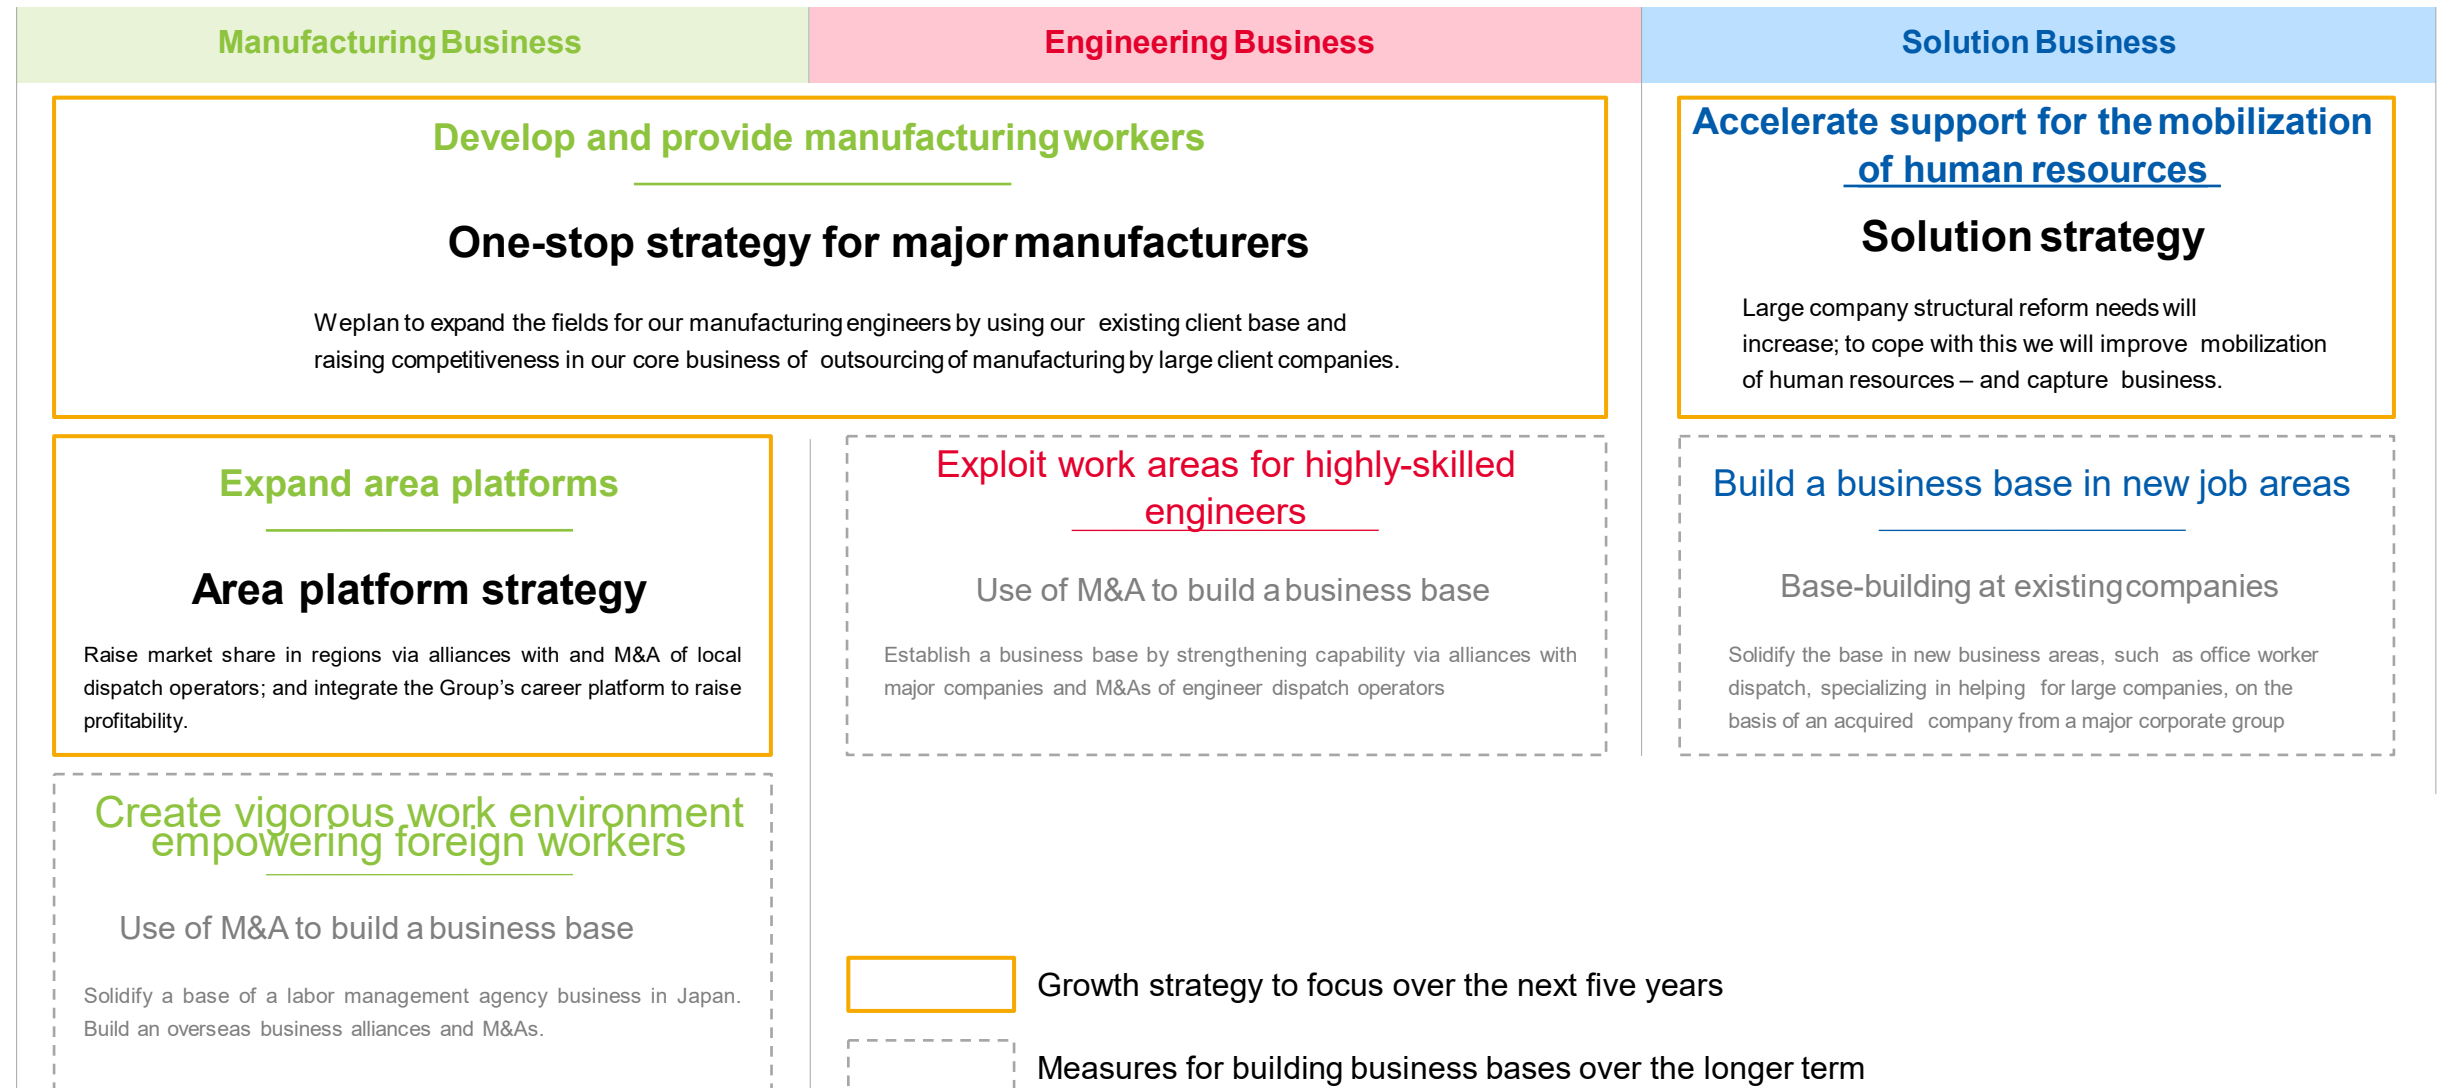 Manufacturing Business
Engineering Business
Solution Business
Develop and provide manufacturing workers
One-stop strategy for major manufacturers
We plan to expand the fields for our manufacturing engineers by using our existing client base and
raising competitiveness in our core business of outsourcing of manufacturing by large client companies.
Accelerate support for the mobilization
of human resources
Solution strategy
Large company structural reform needs will
increase; to cope with this we will improve mobilization
of human resources – and capture business.
Expand area platforms
Area platform strategy
Raise market share in regions via alliances with and M&A of local
dispatch operators; and integrate the Group's career platform to raise
profitability.
Exploit work areas for highly-skilled
engineers
Use of M&A to build a business base
Establish a business base by strengthening capability via alliances with
major companies and M&As of engineer dispatch operators
Build a business base in new job areas
Base-building at existing companies
Solidify the base in new business areas, such as office worker
dispatch, specializing in helping for large companies, on the
basis of an acquired company from a major corporate group
Create vigorous work environment
empowering foreign workers
Use of M&A to build a business base
Solidify a base of a labor management agency business in Japan.
Build an overseas business alliances and M&As.
Growth strategy to focus over the next five years
Measures for building business bases over the longer term